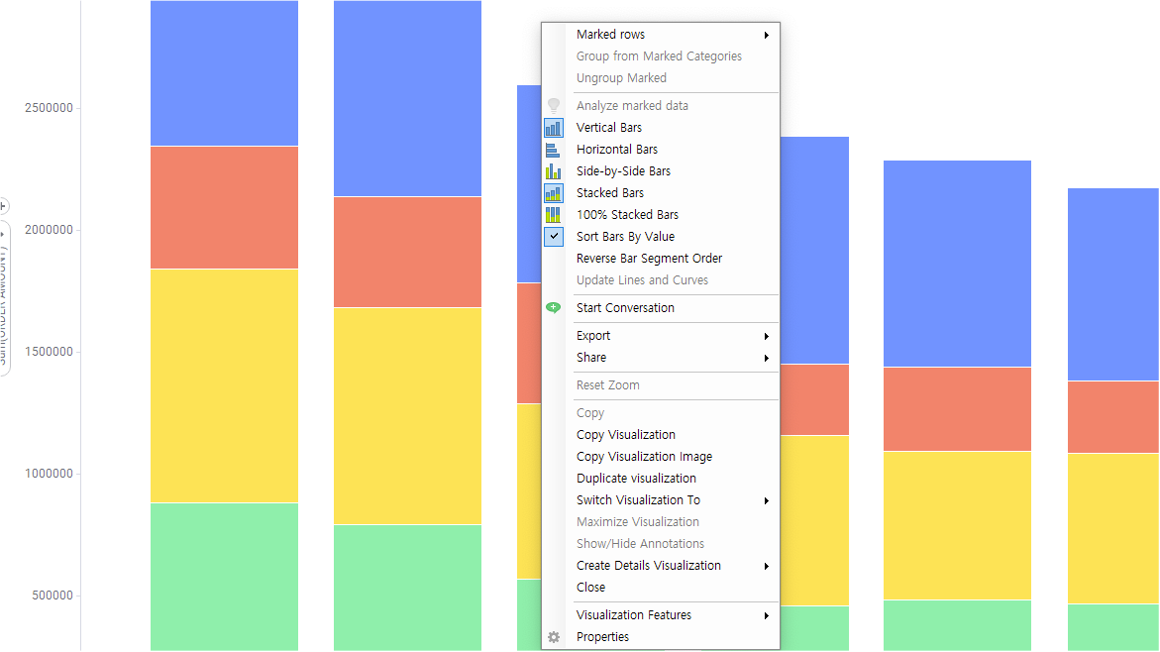 Marked rows
Group from Marked Categories
Ungroup Marked
Analyze marked data
Vertical Bars
Horizontal Bars
Side-by-Side Bars
Stacked Bars
100% Stacked Bars
Sort Bars By Value
Reverse Bar Segment Order
Update Lines and Curves
Start Conversation
Export
Share
Reset Zoom
Copy
Copy Visualization
Copy Visualization Image
Duplicate visualization
Switch Visualization To
Maximize Visualization
Show/Hide Annotations
Create Details Visualization
Close
Visualization Features
Properties
2500000
2000000
1500000
1000000
500000
Sum(ORDER AMOUNT)